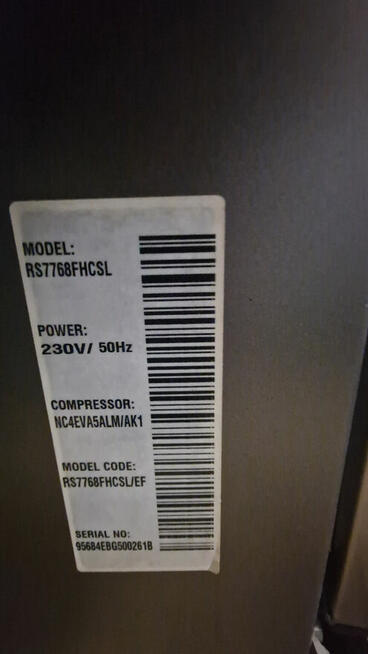 MODEL:
RS7768FHCSL
POWER:
230V/ 50Hz
COMPRESSOR:
NC4EVA5ALM/AK1
MODEL CODE:
RS7768FHCSL/EF
SERIAL NO:
95684EBG500261B